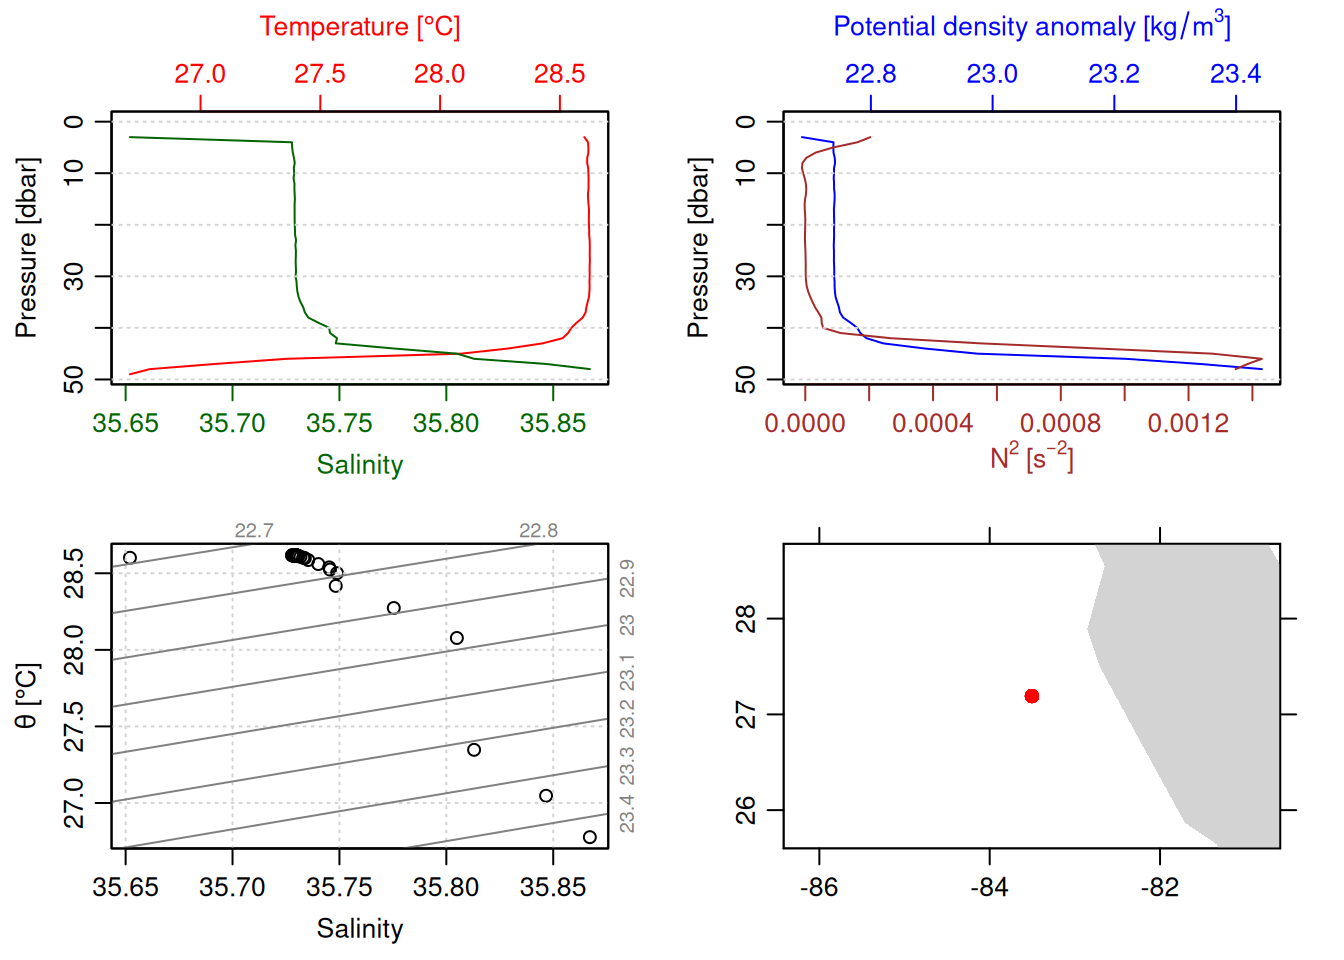 Temperature [°C]
27.0 27.5 28.0 28.5
Pressure [dbar]
0
10
30
50
35.65 35.70 35.75 35.80 35.85
Salinity
Potential density anomaly [kg/m³]
22.8 23.0 23.2 23.4
Pressure [dbar]
0
10
30
50
0.0000 0.0004 0.0008 0.0012
N² [s⁻²]
22.7 22.8
θ [°C]
28.5
28.0
27.5
27.0
22.9
23
23.1
23.2
23.3
23.4
35.65 35.70 35.75 35.80 35.85
Salinity
28
27
26
-86 -84 -82